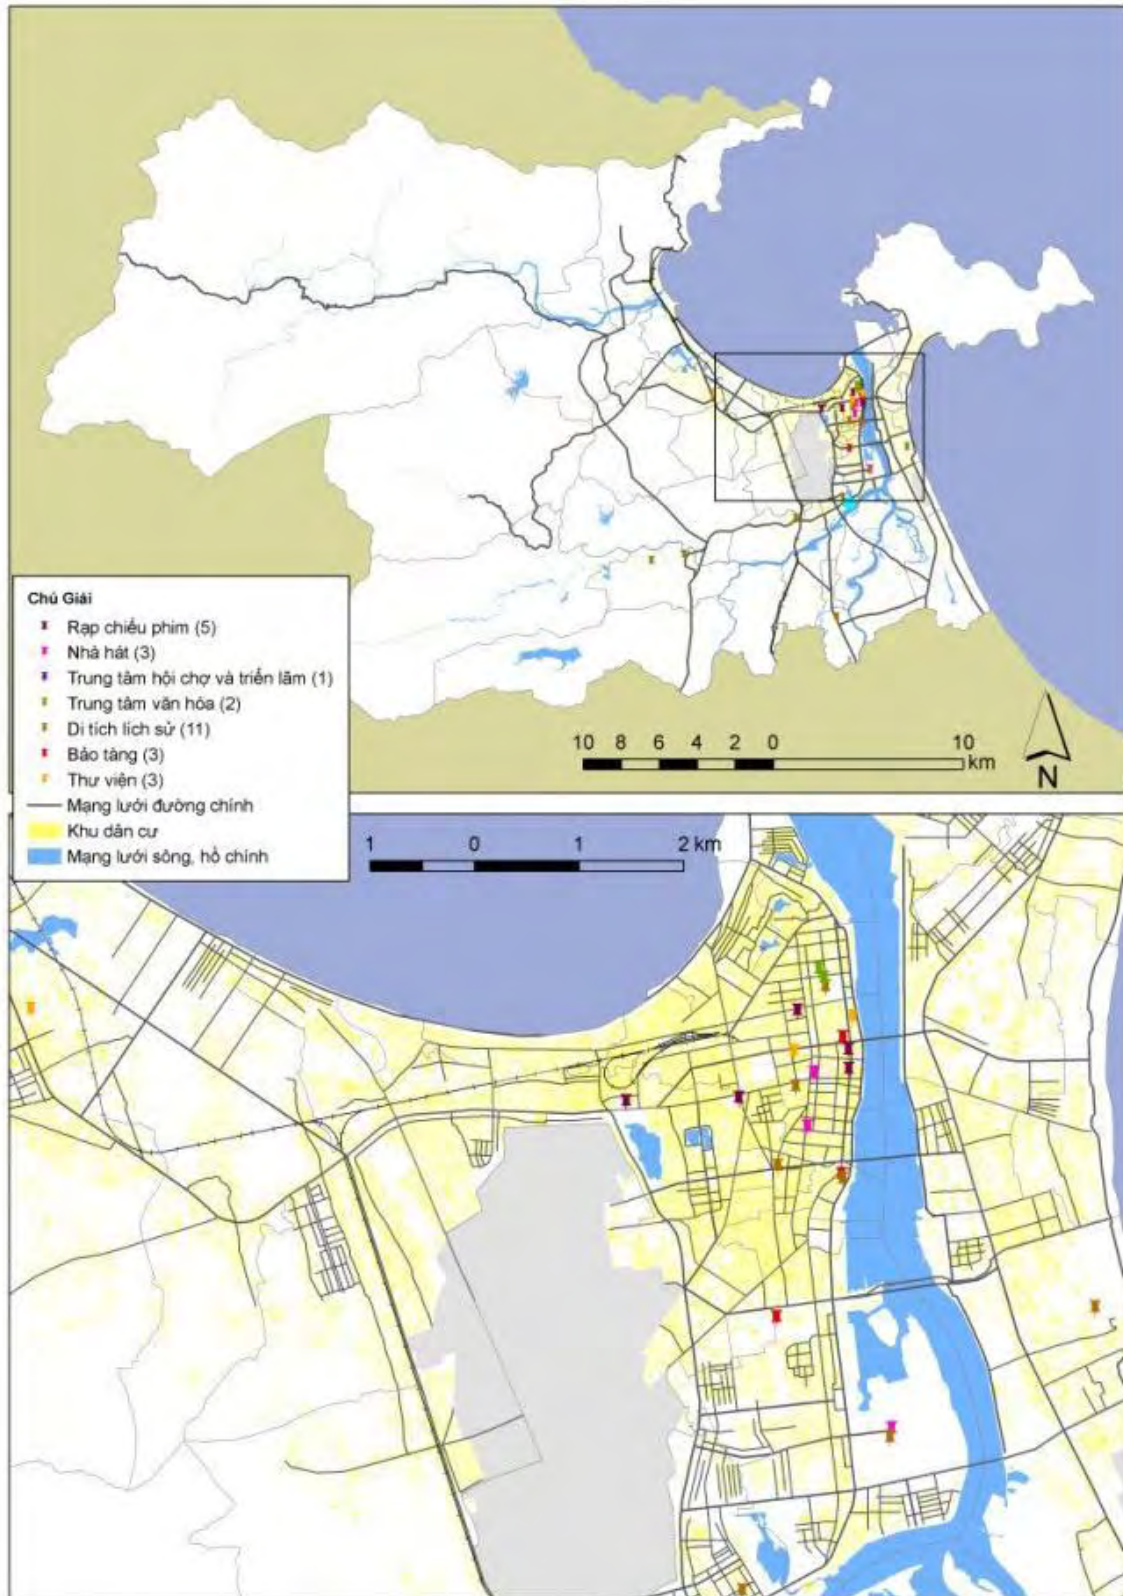 Chú Giải
Rạp chiếu phim (5)
Nhà hát (3)
Trung tâm hội chợ và triển lãm (1)
Trung tâm văn hóa (2)
Di tích lích sử (11)
Bảo tàng (3)
Thư viện (3)
Mạng lưới đường chính
Khu dân cư
Mạng lưới sông, hồ chính
10 8 6 4 2 0 10
km
N
1 0 1 2 km